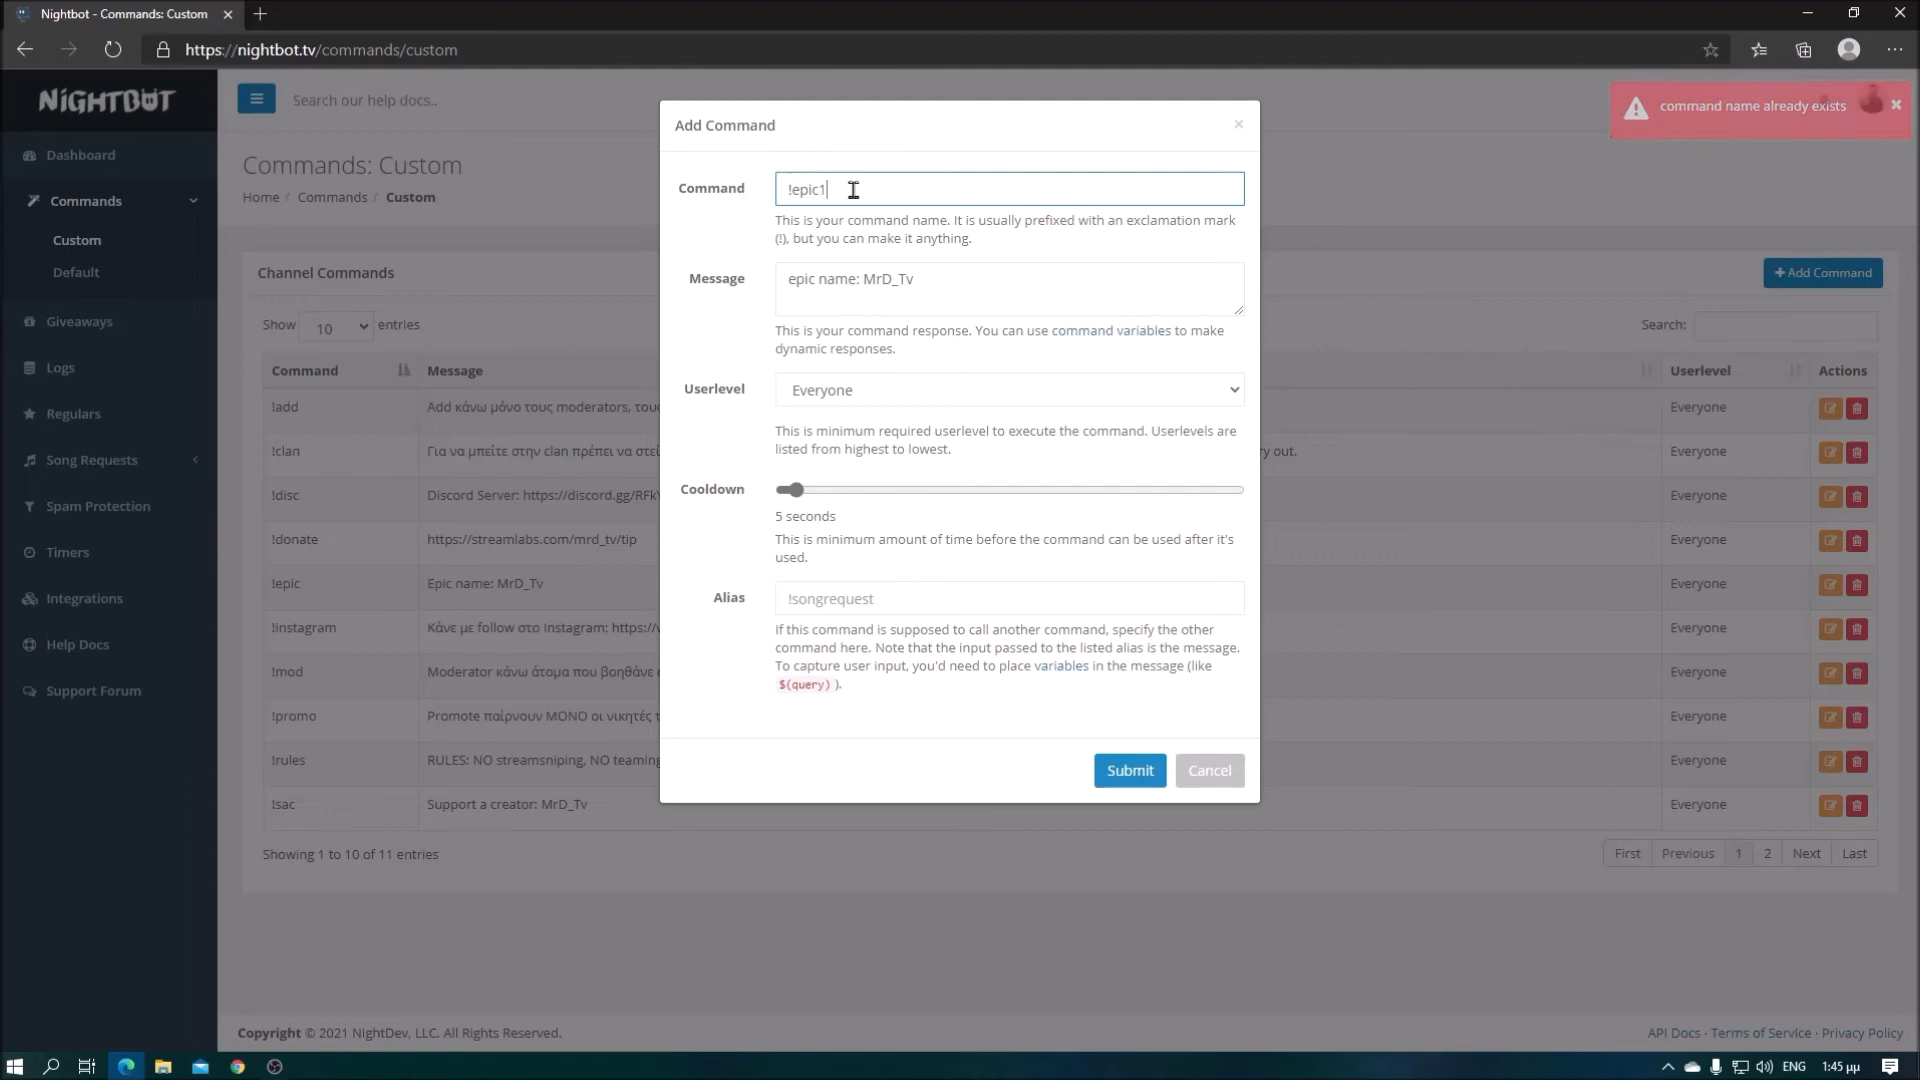 Nightbot - Commands: Custom
https://nightbot.tv/commands/custom
NIGHTBOT
Dashboard
Commands
Custom
Default
Giveaways
Logs
Regulars
Song Requests
Spam Protection
Timers
Integrations
Help Docs
Support Forum
Search our help docs..
command name already exists
Commands: Custom
Home / Commands / Custom
Channel Commands
Add Command
Show 10 entries
Search:
Command Message Userlevel Actions
!add Add κάνω μόνο τους moderators, Everyone
!clan Για να μπείτε στην clan πρέπει να ry out. Everyone
!disc Discord Server: https://discord.gg/RFk Everyone
!donate https://streamlabs.com/mrd_tv/tip Everyone
!epic Epic name: MrD_Tv Everyone
!instagram Κάνε με follow στο Instagram: https:// Everyone
!mod Moderator κάνω άτομα που βοηθάνε Everyone
!promo Promote παίρνουν ΜΟΝΟ οι νικητές Everyone
!rules RULES: NO streamsniping, NO teaming Everyone
!sac Support a creator: MrD_Tv Everyone
Showing 1 to 10 of 11 entries
First Previous 1 2 Next Last
Add Command
Command !epic1
This is your command name. It is usually prefixed with an exclamation mark
(!), but you can make it anything.
Message epic name: MrD_Tv
This is your command response. You can use command variables to make
dynamic responses.
Userlevel Everyone
This is minimum required userlevel to execute the command. Userlevels are
listed from highest to lowest.
Cooldown
5 seconds
This is minimum amount of time before the command can be used after it's
used.
Alias !songrequest
If this command is supposed to call another command, specify the other
command here. Note that the input passed to the listed alias is the message.
To capture user input, you'd need to place variables in the message (like
$(query) ).
Submit Cancel
Copyright © 2021 NightDev, LLC. All Rights Reserved.
API Docs · Terms of Service · Privacy Policy
ENG 1:45 μμ